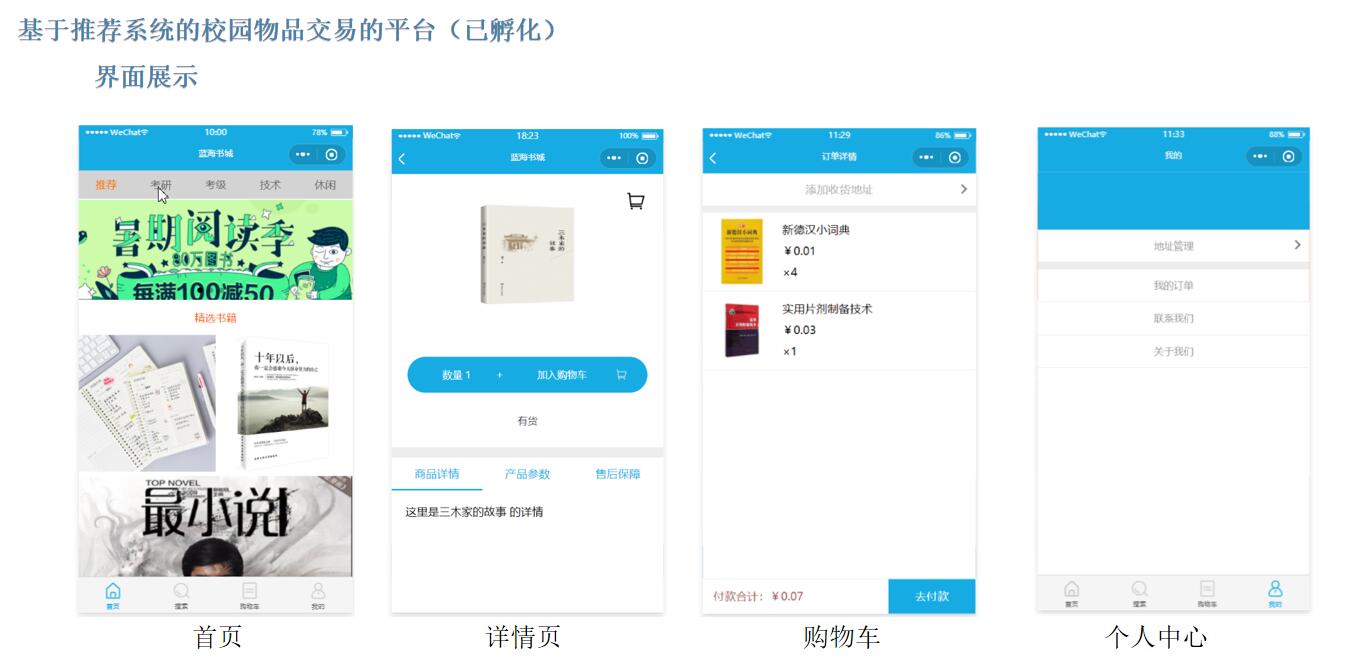 基于推荐系统的校园物品交易的平台（已孵化）
界面展示
WeChat 10:00 78%
蓝海书城
推荐 考研 考级 技术 休闲
暑期阅读季
80万图书
每满100减50
精选书籍
十年以后，
TOP NOVEL
最小说
首页 搜索 购物车 我的
首页
WeChat 18:23 100%
蓝海书城
三木家的故事
数量 1 + 加入购物车
有货
商品详情 产品参数 售后保障
这里是三木家的故事 的详情
详情页
WeChat 11:29 86%
订单详情
添加收货地址
新德汉小词典
新德汉小词典
￥0.01
×4
实用片剂制备技术
￥0.03
×1
付款合计：￥0.07 去付款
购物车
WeChat 11:33 88%
我的
地址管理
我的订单
联系我们
关于我们
首页 搜索 购物车 我的
个人中心